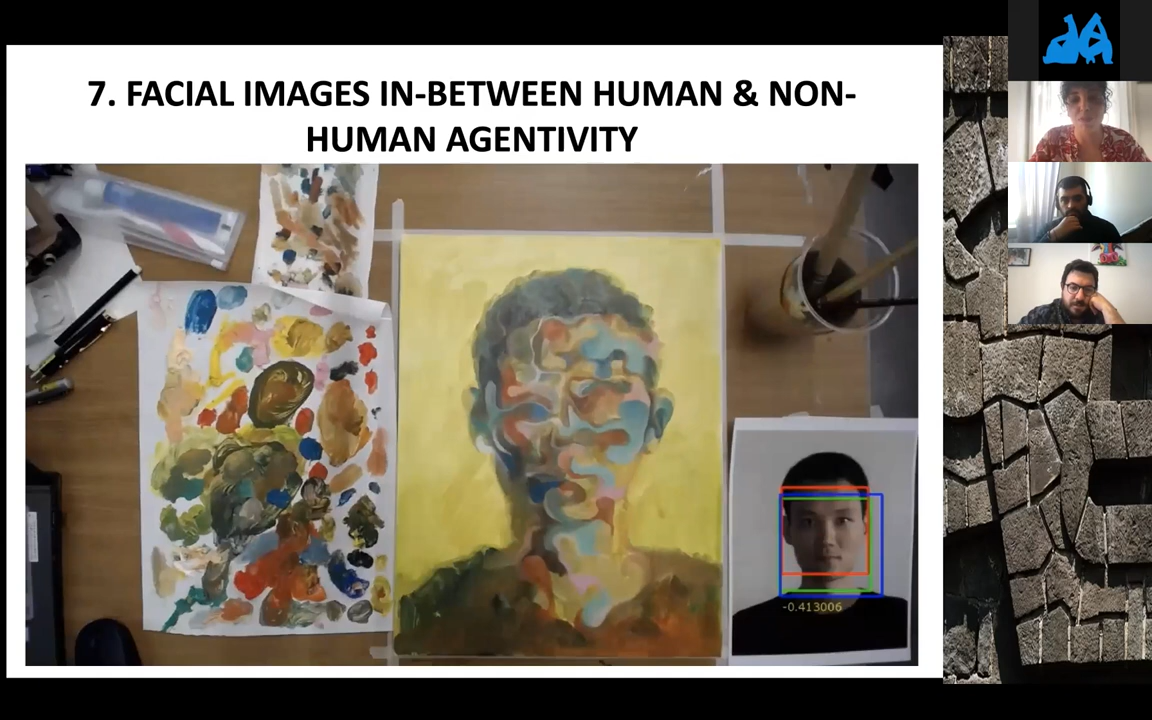 7. FACIAL IMAGES IN-BETWEEN HUMAN & NON-
HUMAN AGENTIVITY
-0.413006